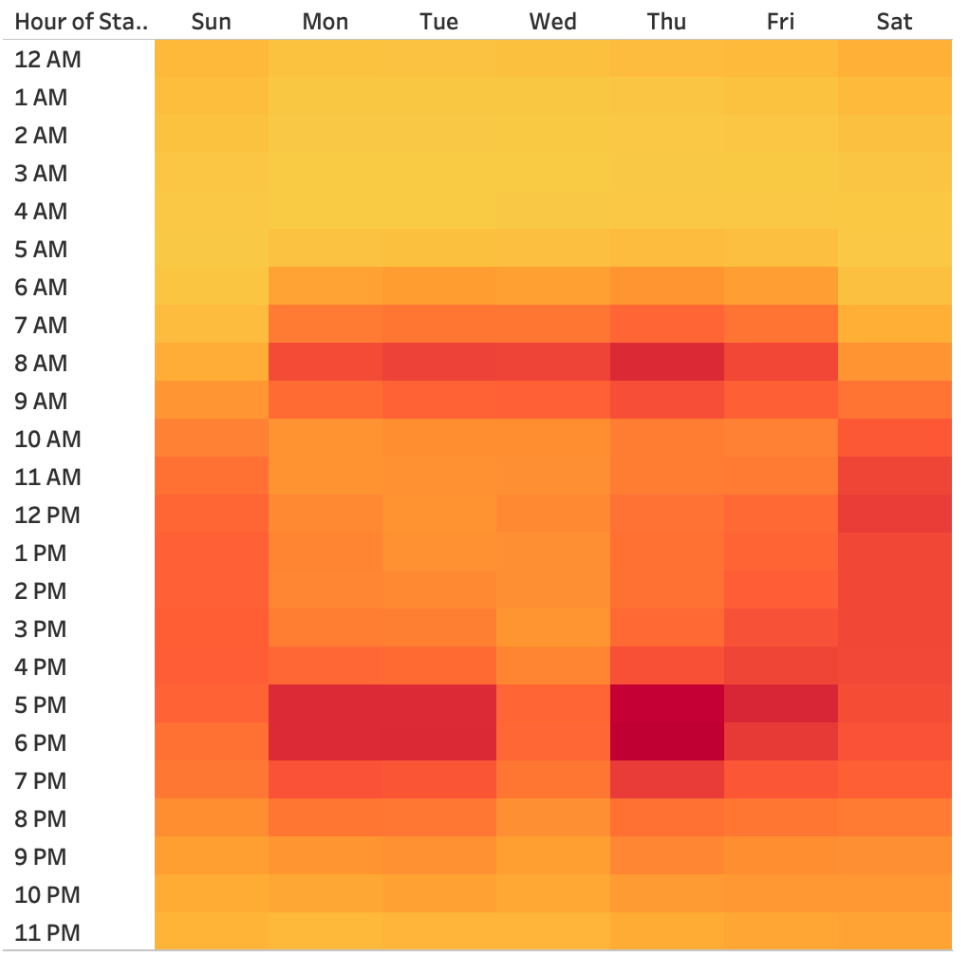 Hour of Sta.. Sun Mon Tue Wed Thu Fri Sat
12 AM
1 AM
2 AM
3 AM
4 AM
5 AM
6 AM
7 AM
8 AM
9 AM
10 AM
11 AM
12 PM
1 PM
2 PM
3 PM
4 PM
5 PM
6 PM
7 PM
8 PM
9 PM
10 PM
11 PM